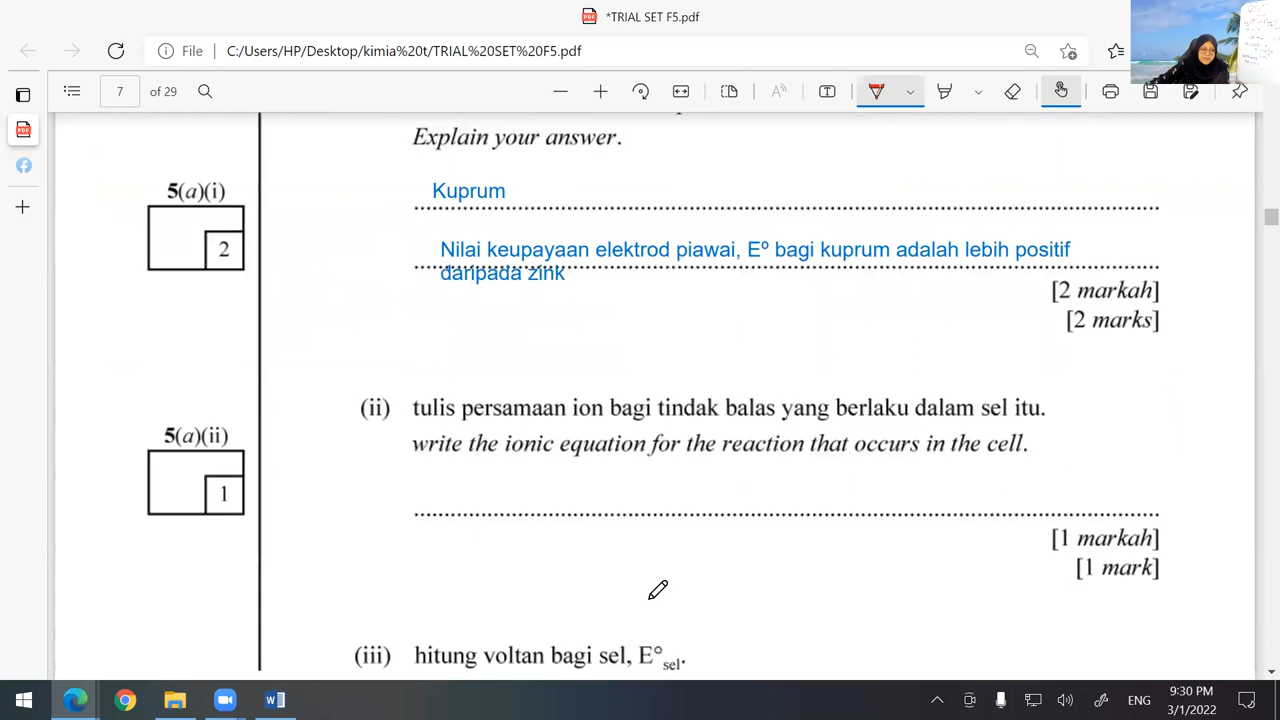 *TRIAL SET F5.pdf
File C:/Users/HP/Desktop/kimia%20t/TRIAL%20SET%20F5.pdf
7 of 29
Explain your answer.
5(a)(i)
Kuprum
2
Nilai keupayaan elektrod piawai, Eº bagi kuprum adalah lebih positif
daripada zink
[2 markah]
[2 marks]
(ii) tulis persamaan ion bagi tindak balas yang berlaku dalam sel itu.
5(a)(ii)
write the ionic equation for the reaction that occurs in the cell.
1
[1 markah]
[1 mark]
(iii) hitung voltan bagi sel, E°sel.
ENG
9:30 PM
3/1/2022